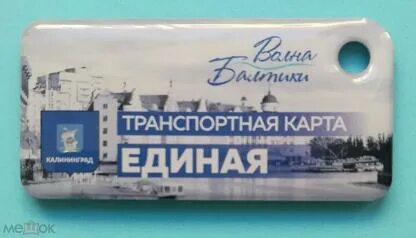 Волна
Балтики
ТРАНСПОРТНАЯ КАРТА
КАЛИНИНГРАД
ЕДИНАЯ
мешок